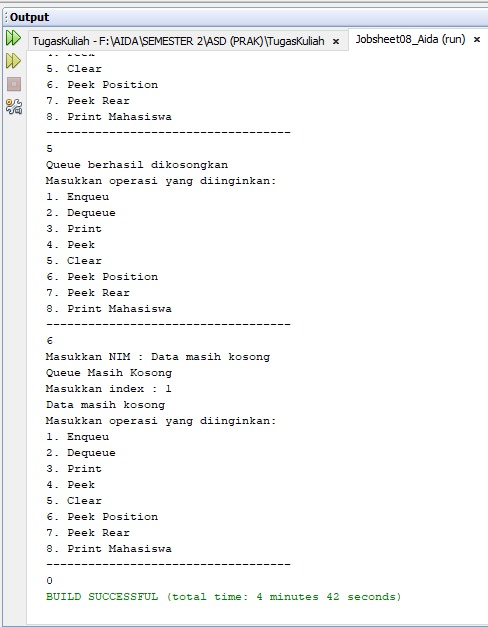 Output
TugasKuliah - F:\AIDA\SEMESTER 2\ASD (PRAK)\TugasKuliah × Jobsheet08_Aida (run) ×
5. Clear
6. Peek Position
7. Peek Rear
8. Print Mahasiswa
-----------------------------------
5
Queue berhasil dikosongkan
Masukkan operasi yang diinginkan:
1. Enqueu
2. Dequeue
3. Print
4. Peek
5. Clear
6. Peek Position
7. Peek Rear
8. Print Mahasiswa
-----------------------------------
6
Masukkan NIM : Data masih kosong
Queue Masih Kosong
Masukkan index : 1
Data masih kosong
Masukkan operasi yang diinginkan:
1. Enqueu
2. Dequeue
3. Print
4. Peek
5. Clear
6. Peek Position
7. Peek Rear
8. Print Mahasiswa
-----------------------------------
0
BUILD SUCCESSFUL (total time: 4 minutes 42 seconds)